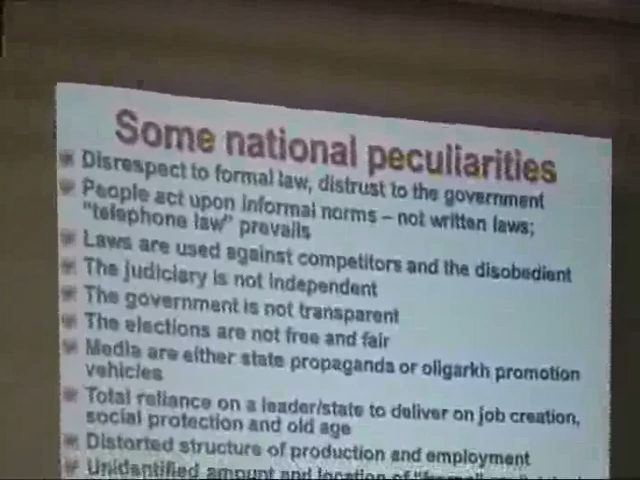 Some national peculiarities
Disrespect to formal law, distrust to the government
People act upon informal norms – not written laws;
"telephone law" prevails
Laws are used against competitors and the disobedient
The judiciary is not independent
The government is not transparent
The elections are not free and fair
Media are either state propaganda or oligarkh promotion
vehicles
Total reliance on a leader/state to deliver on job creation,
social protection and old age
Distorted structure of production and employment
Unidentified amount and location of